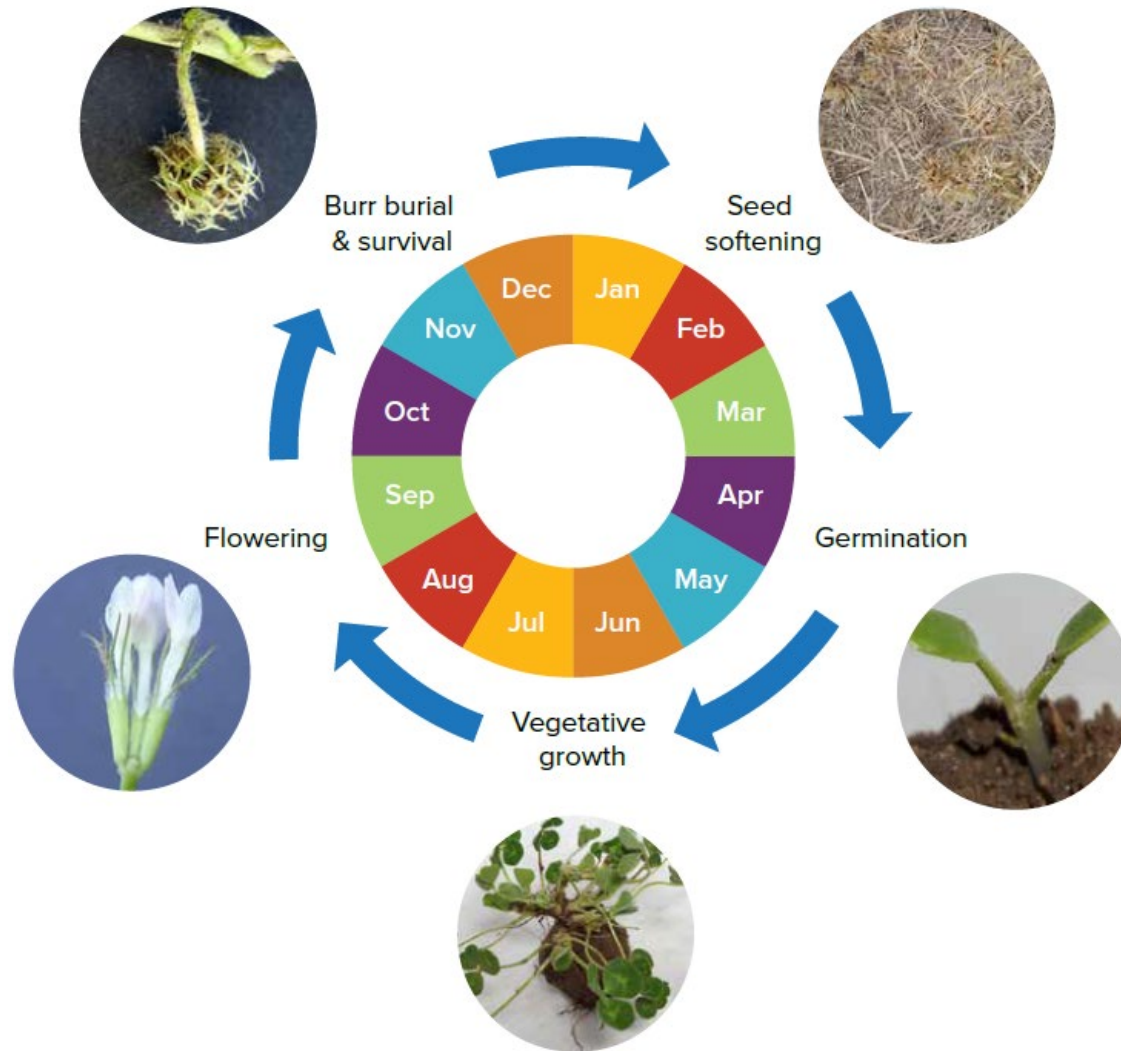 Burr burial
& survival
Seed
softening
Dec
Jan
Nov
Feb
Oct
Mar
Sep
Apr
Aug
May
Jul
Jun
Flowering
Germination
Vegetative
growth